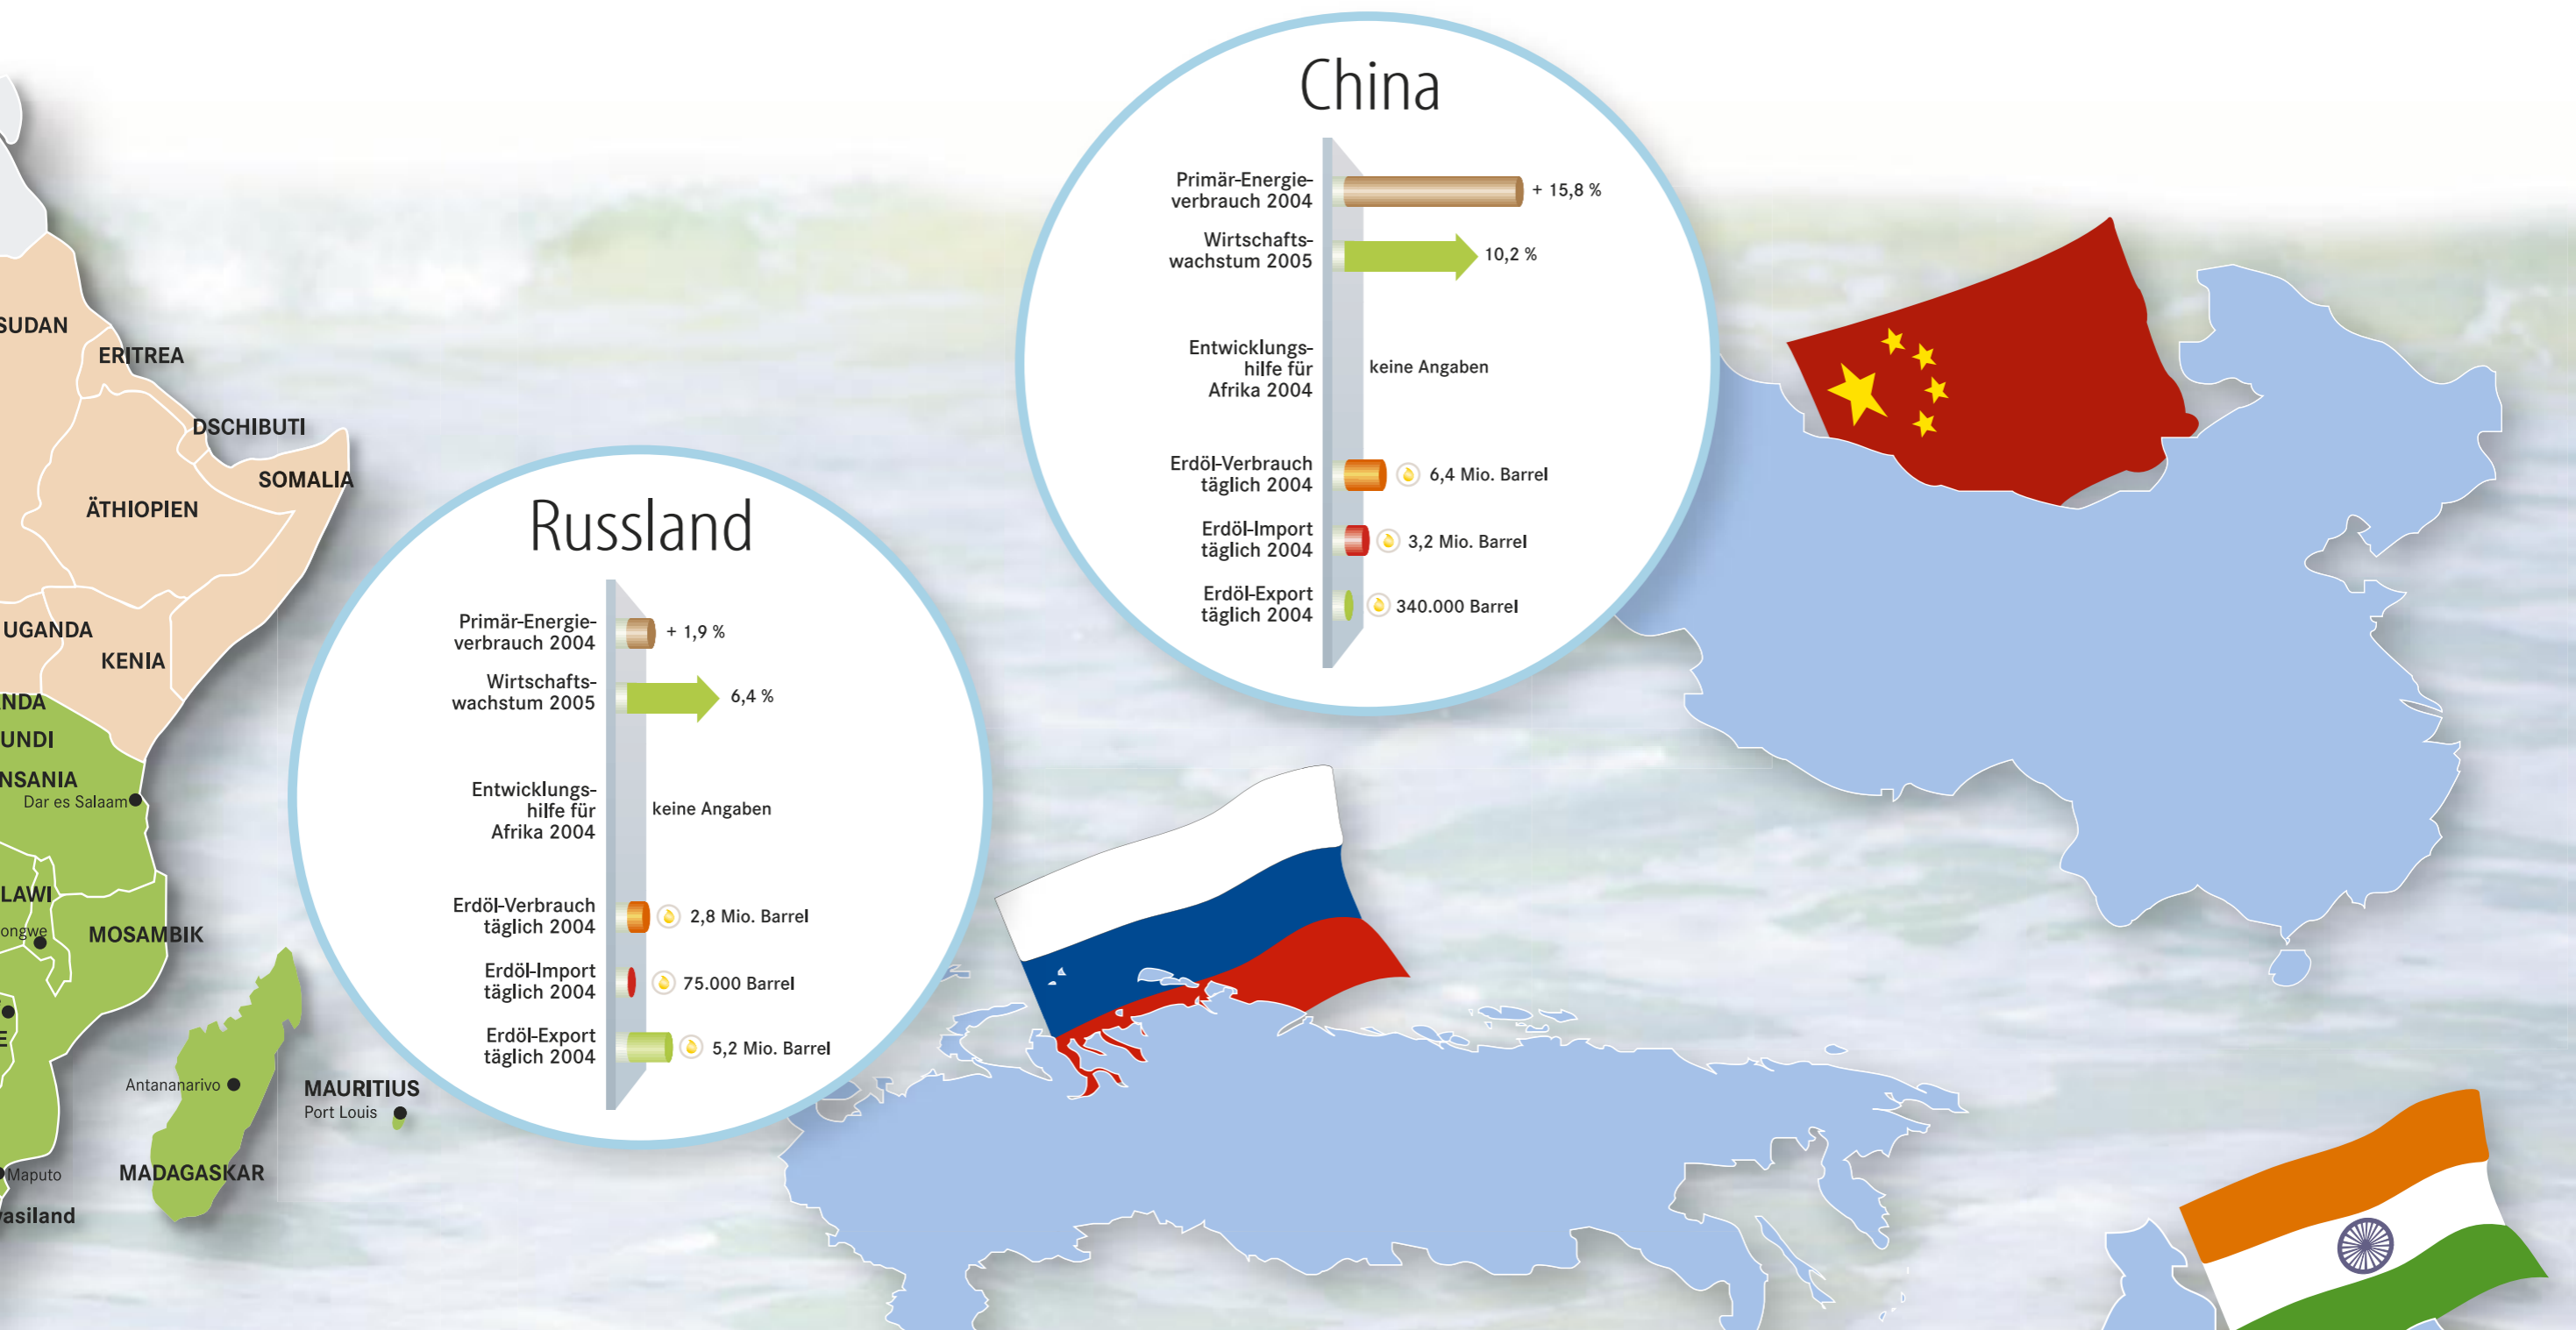 China
Primär-Energie-
verbrauch 2004
+ 15,8 %
Wirtschafts-
wachstum 2005
10,2 %
Entwicklungs-
hilfe für
Afrika 2004
keine Angaben
Erdöl-Verbrauch
täglich 2004
6,4 Mio. Barrel
Erdöl-Import
täglich 2004
3,2 Mio. Barrel
Erdöl-Export
täglich 2004
340.000 Barrel
Russland
Primär-Energie-
verbrauch 2004
+ 1,9 %
Wirtschafts-
wachstum 2005
6,4 %
Entwicklungs-
hilfe für
Afrika 2004
keine Angaben
Erdöl-Verbrauch
täglich 2004
2,8 Mio. Barrel
Erdöl-Import
täglich 2004
75.000 Barrel
Erdöl-Export
täglich 2004
5,2 Mio. Barrel
SUDAN
ERITREA
DSCHIBUTI
SOMALIA
ÄTHIOPIEN
UGANDA
KENIA
NDA
UNDI
NSANIA
Dar es Salaam
LAWI
ongwe
MOSAMBIK
E
Antananarivo
MAURITIUS
Port Louis
MADAGASKAR
Maputo
asiland